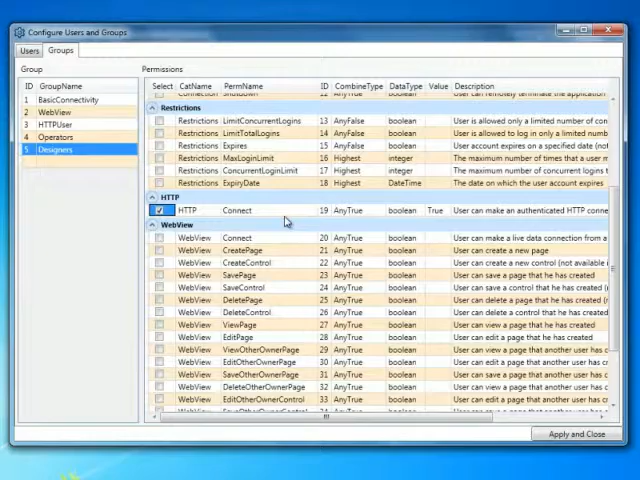 Configure Users and Groups
Users Groups
Group
Permissions
ID GroupName
CatName PermName ID CombineType DataType Value Description
1 BasicConnectivity
2 WebView
3 HTTPUser
4 Operators
5 Designers
Connection Shutdown 12 AnyTrue boolean User can remotely terminate the application
Restrictions
Restrictions LimitConcurrentLogins 13 AnyFalse boolean User is allowed only a limited number of con
Restrictions LimitTotalLogins 14 AnyFalse boolean User is allowed to log in only a limited numb
Restrictions Expires 15 AnyFalse boolean User account expires on a specified date (not
Restrictions MaxLoginLimit 16 Highest integer The maximum number of times that a user m
Restrictions ConcurrentLoginLimit 17 Highest integer The maximum number of concurrent logins t
Restrictions ExpiryDate 18 Highest DateTime The date on which the user account expires
HTTP
HTTP Connect 19 AnyTrue boolean True User can make an authenticated HTTP conne
WebView
WebView Connect 20 AnyTrue boolean User can make a live data connection from a
WebView CreatePage 21 AnyTrue boolean User can create a new page
WebView CreateControl 22 AnyTrue boolean User can create a new control (not available i
WebView SavePage 23 AnyTrue boolean User can save a page that he has created
WebView SaveControl 24 AnyTrue boolean User can save a control that he has created
WebView DeletePage 25 AnyTrue boolean User can delete a page that he has created
WebView DeleteControl 26 AnyTrue boolean User can delete a control that he has created
WebView ViewPage 27 AnyTrue boolean User can view a page that he has created
WebView EditPage 28 AnyTrue boolean User can edit a page that he has created
WebView ViewOtherOwnerPage 29 AnyTrue boolean User can view a page that another user has c
WebView EditOtherOwnerPage 30 AnyTrue boolean User can edit a page that another user has cr
WebView SaveOtherOwnerPage 31 AnyTrue boolean User can save a page that another user has c
WebView DeleteOtherOwnerPage 32 AnyTrue boolean User can delete a page that another user has
WebView EditOtherOwnerControl 33 AnyTrue boolean User can edit a page that another user has cr
Apply and Close